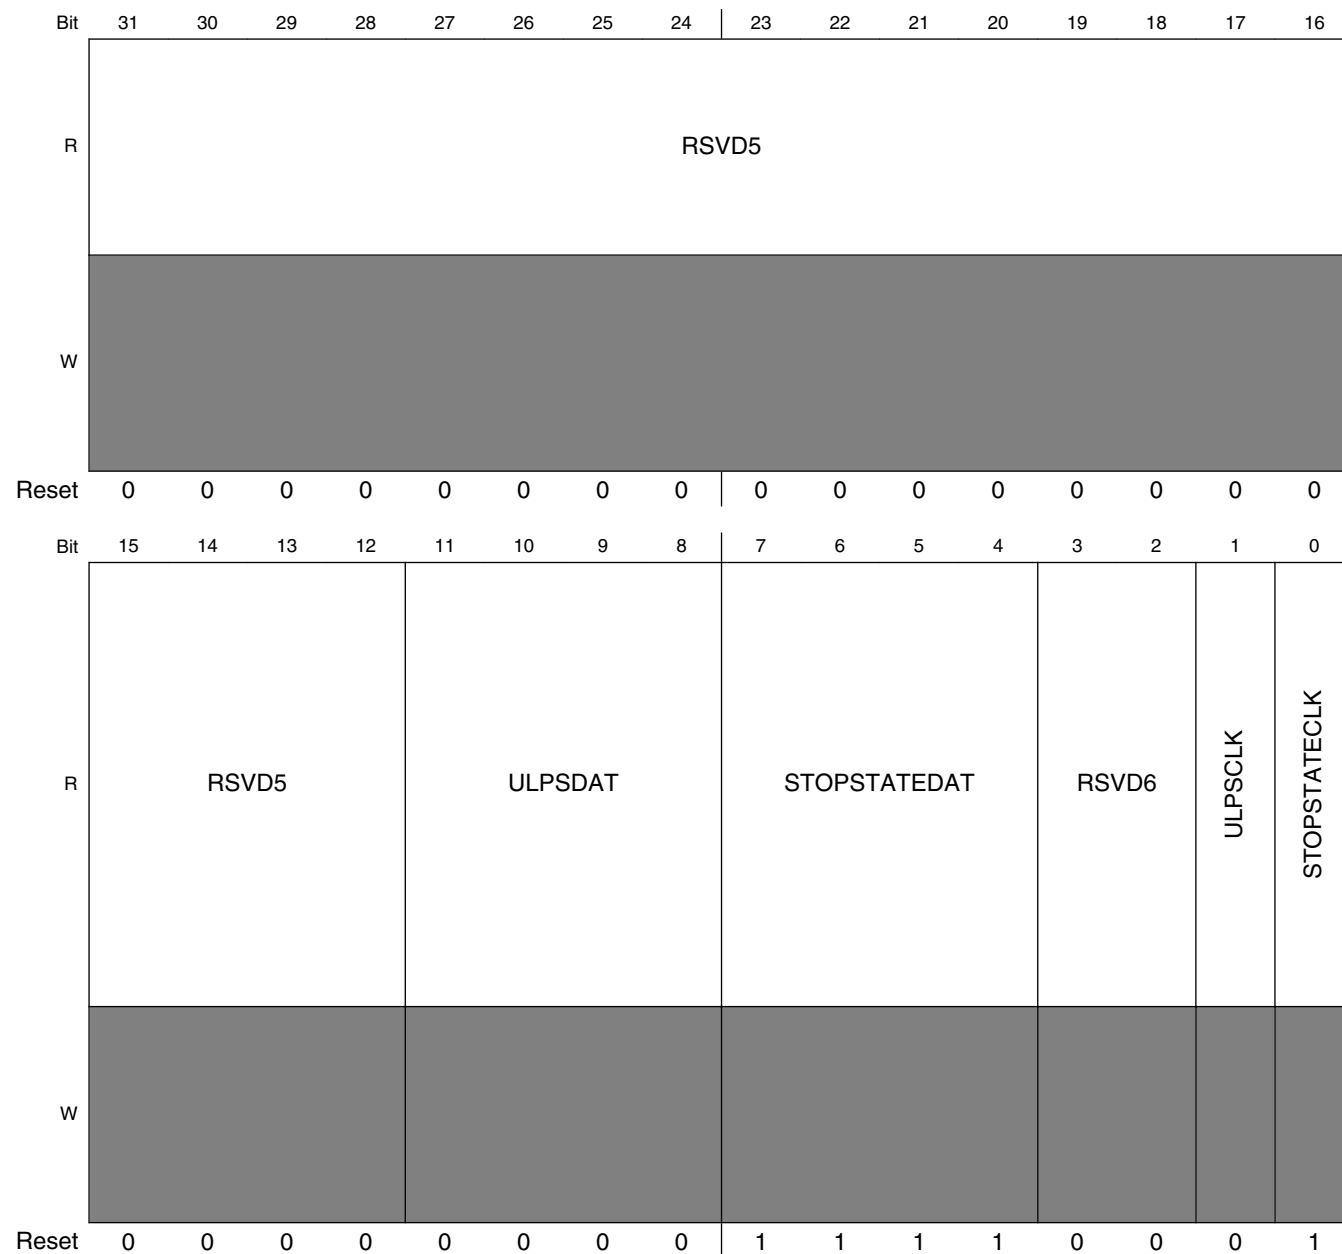 Bit 31 30 29 28 27 26 25 24 23 22 21 20 19 18 17 16
R RSVD5
W
Reset 0 0 0 0 0 0 0 0 0 0 0 0 0 0 0 0
Bit 15 14 13 12 11 10 9 8 7 6 5 4 3 2 1 0
R RSVD5 ULPSDAT STOPSTATEDAT RSVD6 ULPSCLK STOPSTATECLK
W
Reset 0 0 0 0 0 0 0 0 1 1 1 1 0 0 0 1